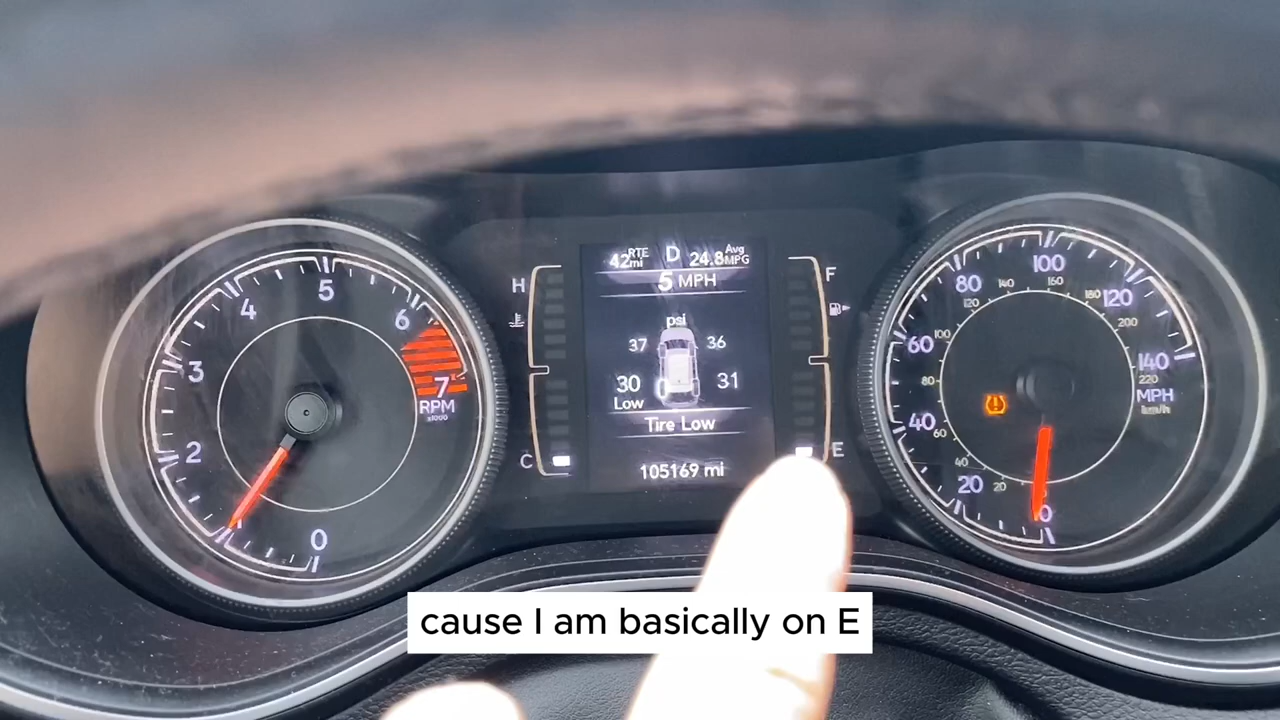 42mi RTE D 24.8 Avg MPG
5 MPH
psi
37 36
30 31
Low
Tire Low
105169 mi
H
C
F
E
0
1
2
3
4
5
6
7
RPM
x1000
0
20
40
60
80
100
120
140
MPH
km/h
20
40
60
80
100
120
140
150
180
200
220
cause I am basically on E